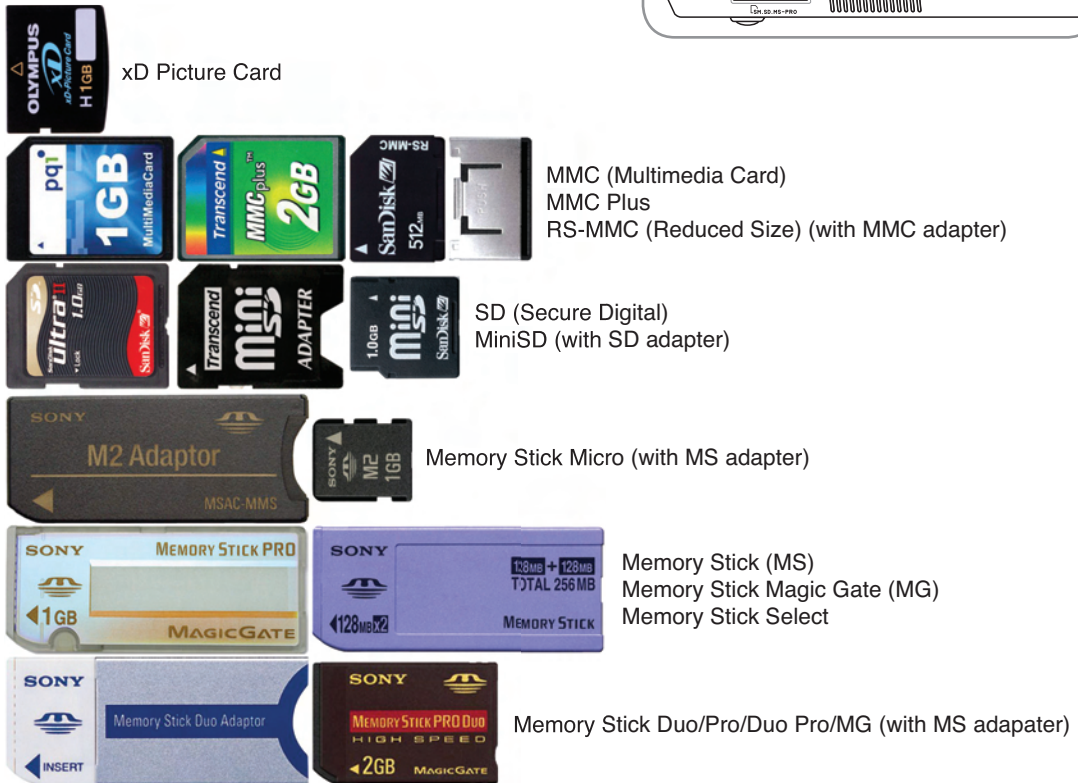 SM.SD.MS-PRO
OLYMPUS
xD
xD-Picture Card
H 1GB
xD Picture Card
pqi
1GB
MultiMediaCard
Transcend
MMCplus™
2GB
RS-MMC
SanDisk
512MB
PUSH
MMC (Multimedia Card)
MMC Plus
RS-MMC (Reduced Size) (with MMC adapter)
SD
SanDisk
ultra II
1.0GB
Lock
SanDisk
Transcend
mini
SD
ADAPTER
1.0GB
mini
SD
SanDisk
SD (Secure Digital)
MiniSD (with SD adapter)
SONY
M2 Adaptor
MSAC-MMS
SONY
M2
1GB
Memory Stick Micro (with MS adapter)
SONY
MEMORY STICK PRO
1GB
MAGICGATE
SONY
128MB + 128MB
TOTAL 256MB
128MBx2
MEMORY STICK
Memory Stick (MS)
Memory Stick Magic Gate (MG)
Memory Stick Select
SONY
Memory Stick Duo Adaptor
INSERT
SONY
MEMORY STICK PRO DUO
HIGH SPEED
2GB
MAGICGATE
Memory Stick Duo/Pro/Duo Pro/MG (with MS adapater)